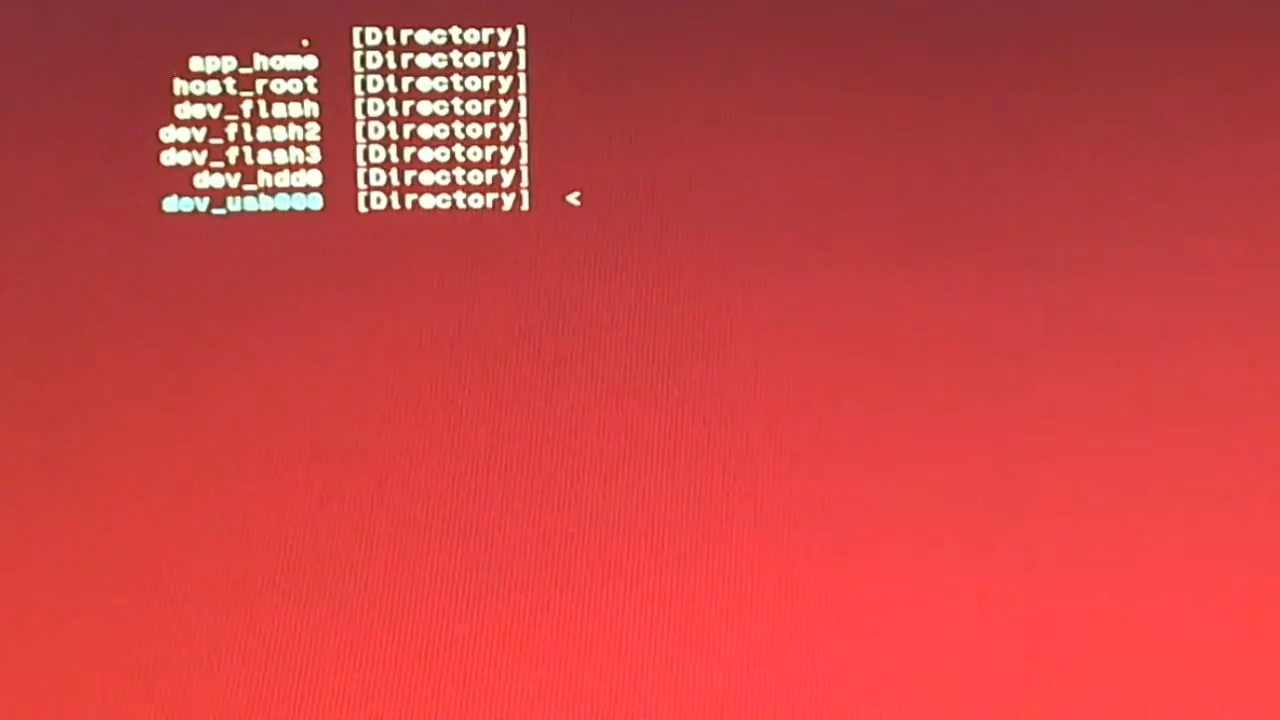 . [Directory]
app_home [Directory]
host_root [Directory]
dev_flash [Directory]
dev_flash2 [Directory]
dev_flash3 [Directory]
dev_hdd0 [Directory]
dev_usb000 [Directory] <